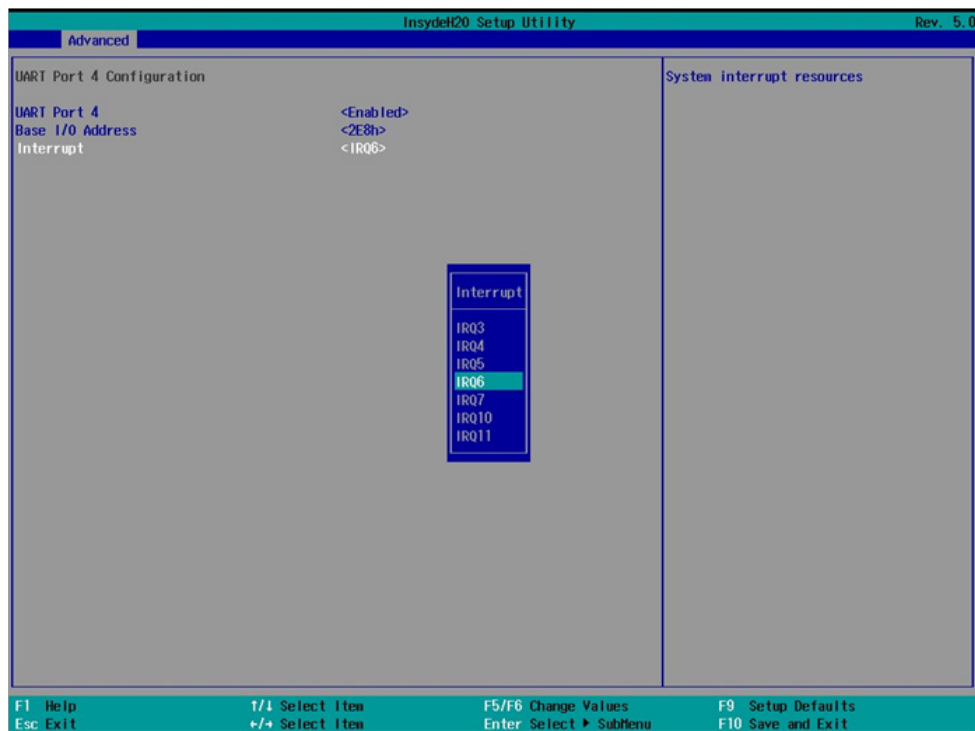 InsydeH20 Setup Utility Rev. 5.0
Advanced
UART Port 4 Configuration
System interrupt resources
UART Port 4 <Enabled>
Base I/O Address <2E8h>
Interrupt <IRQ6>
Interrupt
IRQ3
IRQ4
IRQ5
IRQ6
IRQ7
IRQ10
IRQ11
F1 Help ↑/↓ Select Item F5/F6 Change Values F9 Setup Defaults
Esc Exit ←/→ Select Item Enter Select ▶ SubMenu F10 Save and Exit